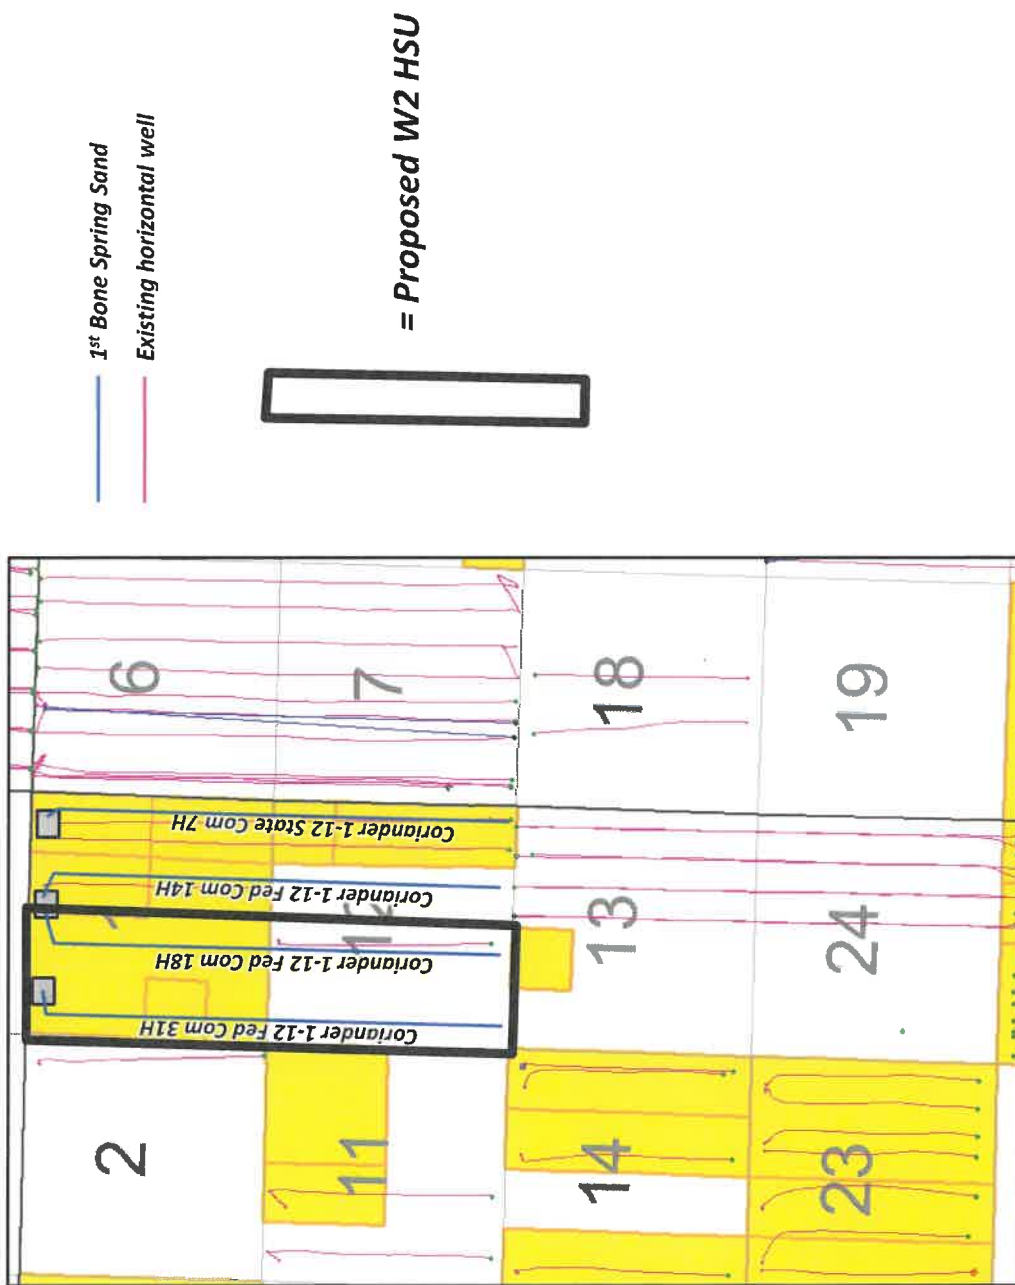 1st Bone Spring Sand
Existing horizontal well
= Proposed W2 HSU
6
7
18
19
Coriander 1-12 State Com 7H
Coriander 1-12 Fed Com 14H
Coriander 1-12 Fed Com 18H
Coriander 1-12 Fed Com 31H
12
13
24
2
11
14
23